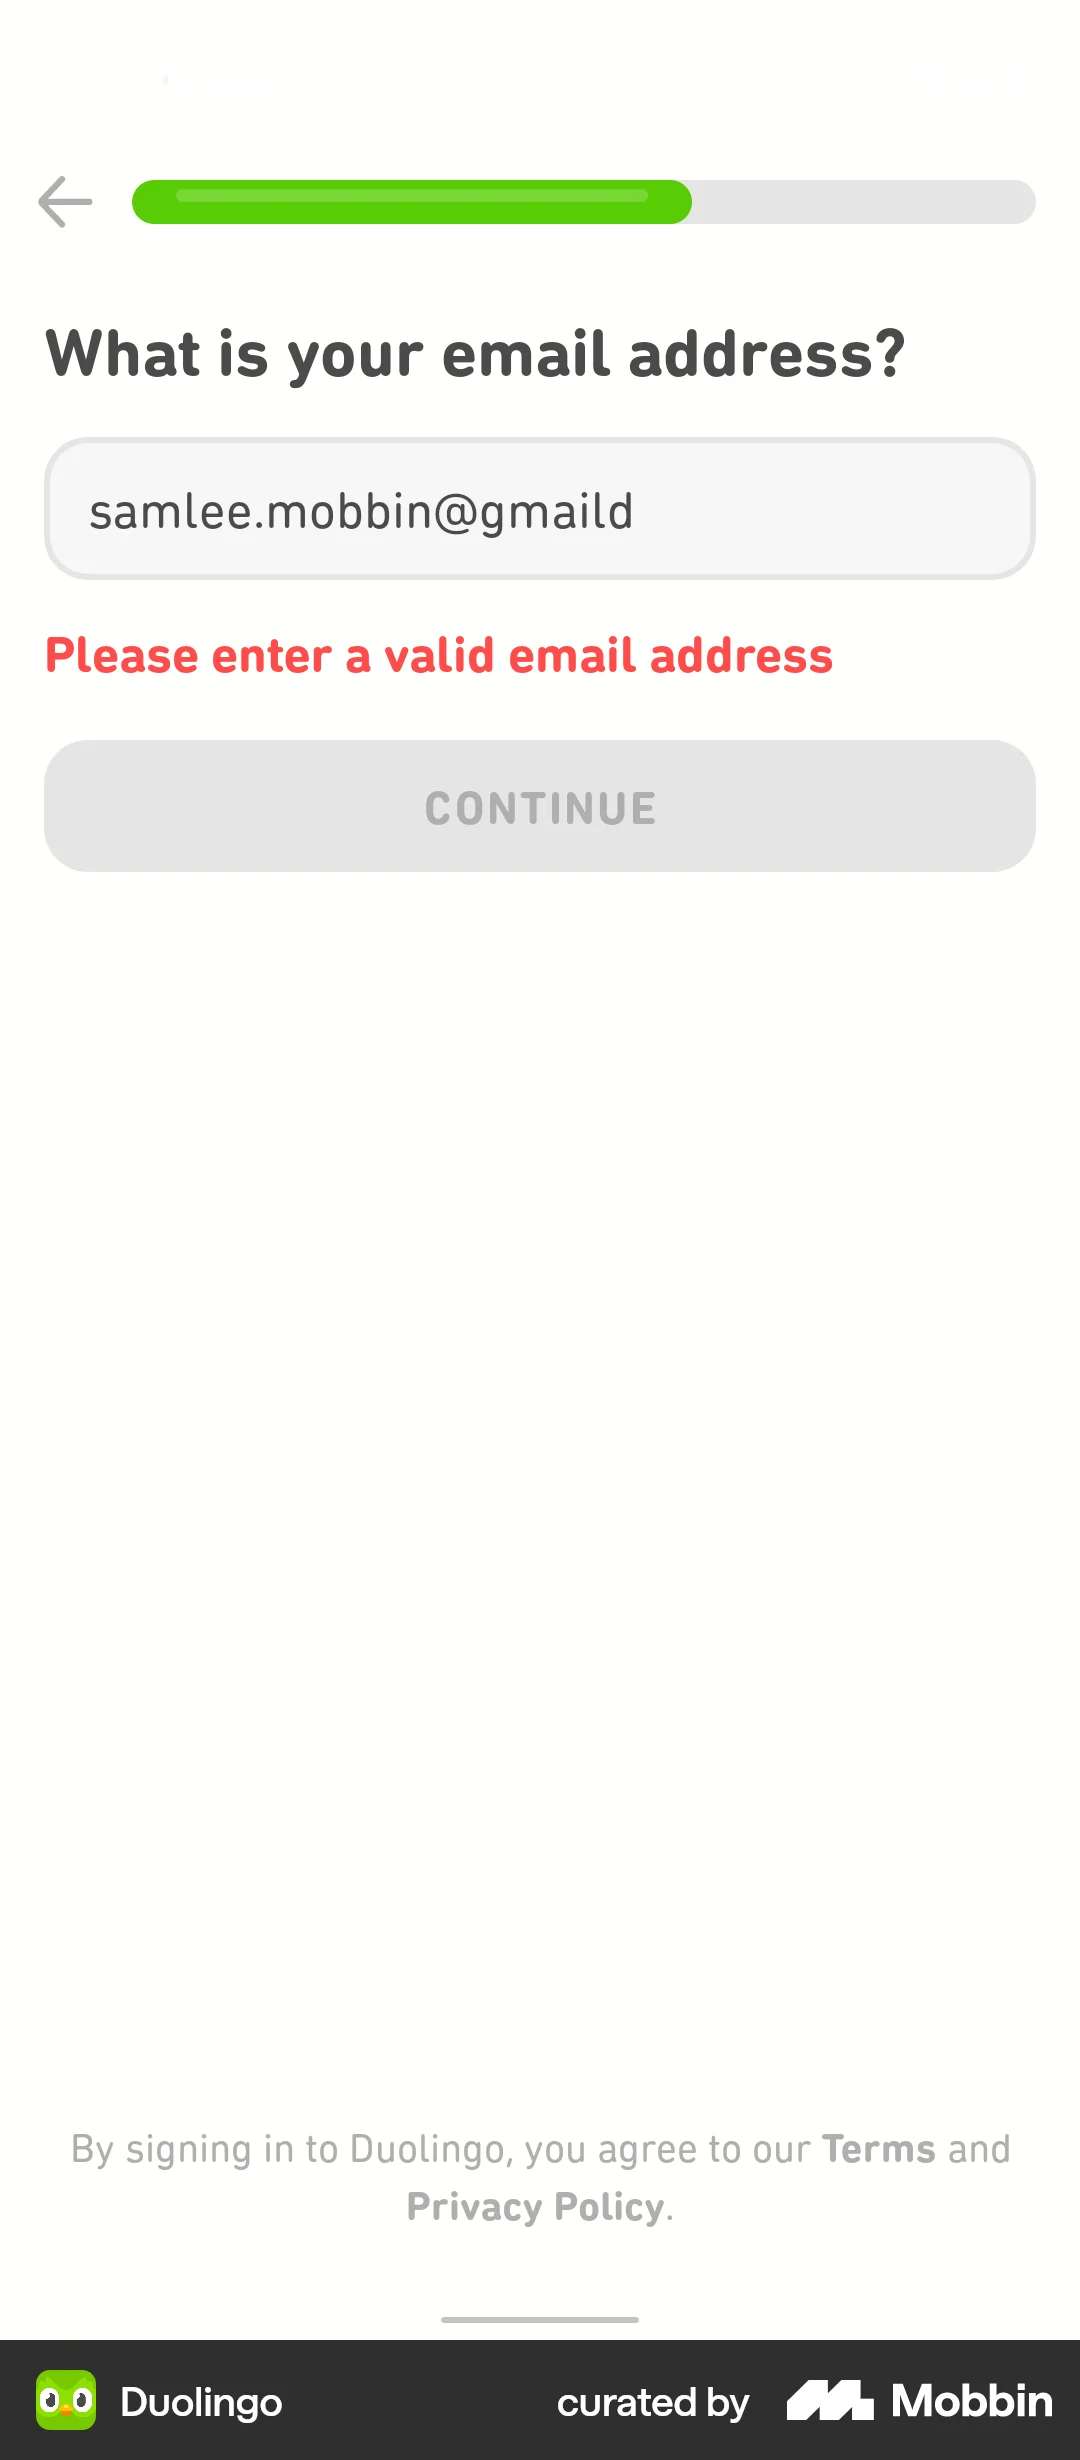 What is your email address?
samlee.mobbin@gmaild
Please enter a valid email address
CONTINUE
By signing in to Duolingo, you agree to our Terms and
Privacy Policy.
Duolingo
curated by Mobbin